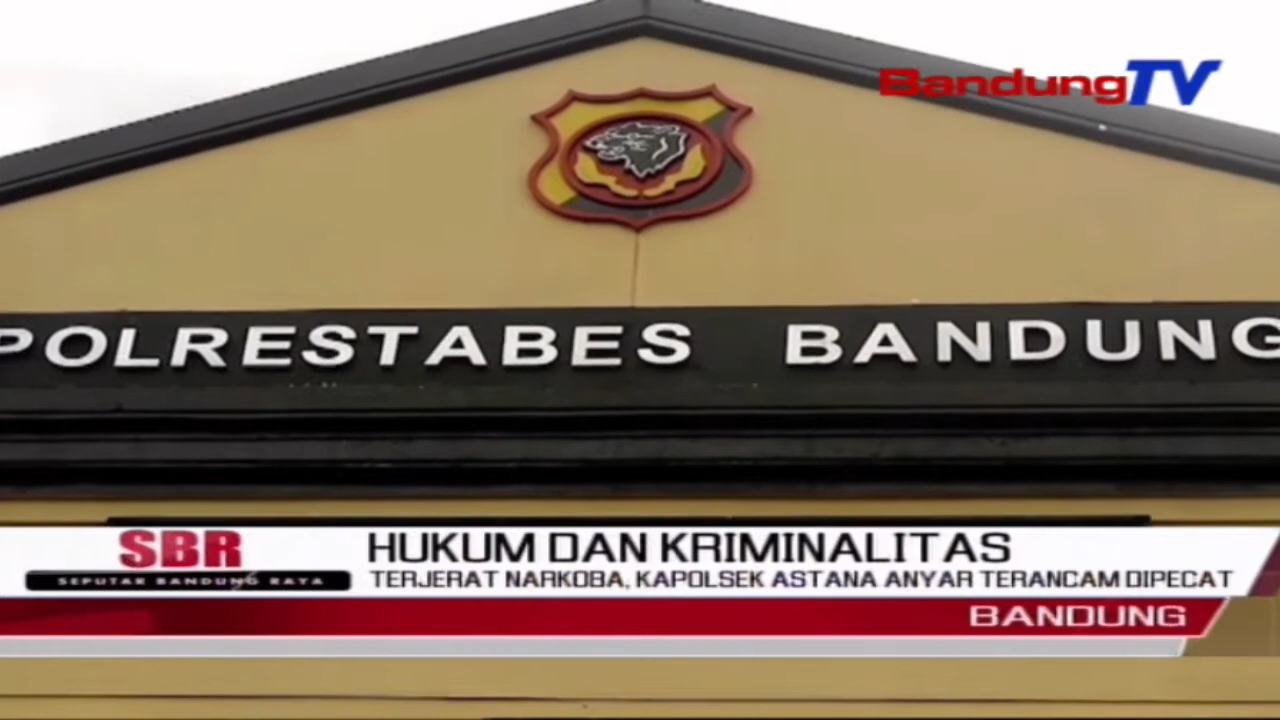 BandungTV
POLRESTABES BANDUNG
SBR
SEPUTAR BANDUNG RAYA
HUKUM DAN KRIMINALITAS
TERJERAT NARKOBA, KAPOLSEK ASTANA ANYAR TERANCAM DIPECAT
BANDUNG